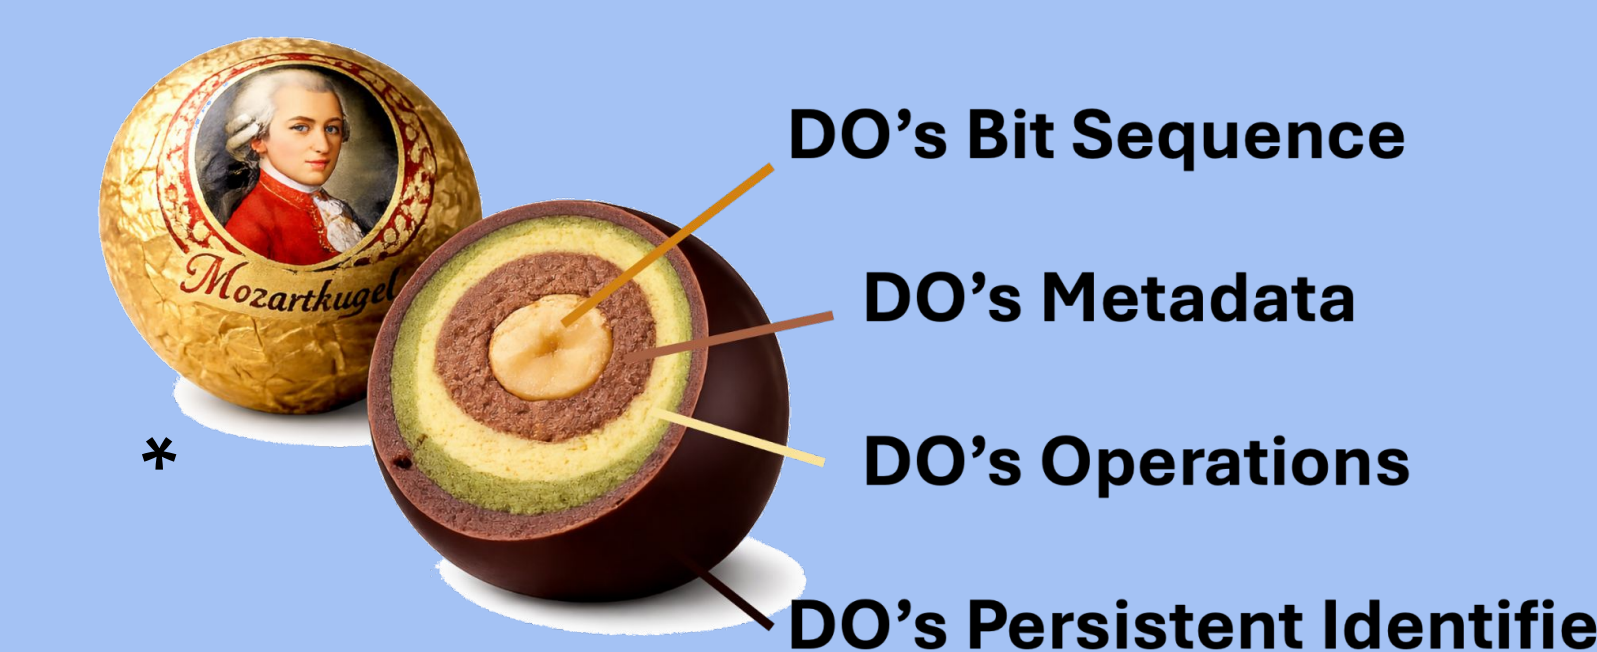 Mozartkugel
DO’s Bit Sequence
DO’s Metadata
DO’s Operations
*
DO’s Persistent Identifie